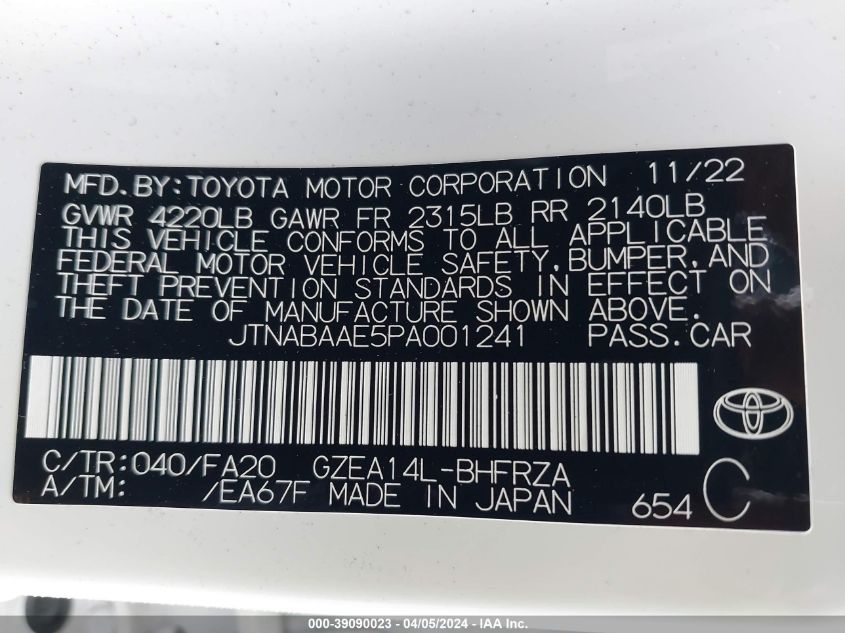 MFD.BY:TOYOTA MOTOR CORPORATION 11/22
GVWR 4220LB GAWR FR 2315LB RR 2140LB
THIS VEHICLE CONFORMS TO ALL APPLICABLE
FEDERAL MOTOR VEHICLE SAFETY,BUMPER,AND
THEFT PREVENTION STANDARDS IN EFFECT ON
THE DATE OF MANUFACTURE SHOWN ABOVE.
JTNABAAE5PA001241 PASS.CAR
C/TR:040/FA20 GZEA14L-BHFRZA
A/TM: /EA67F MADE IN JAPAN 654 C
000-39090023 - 04/05/2024 - IAA Inc.